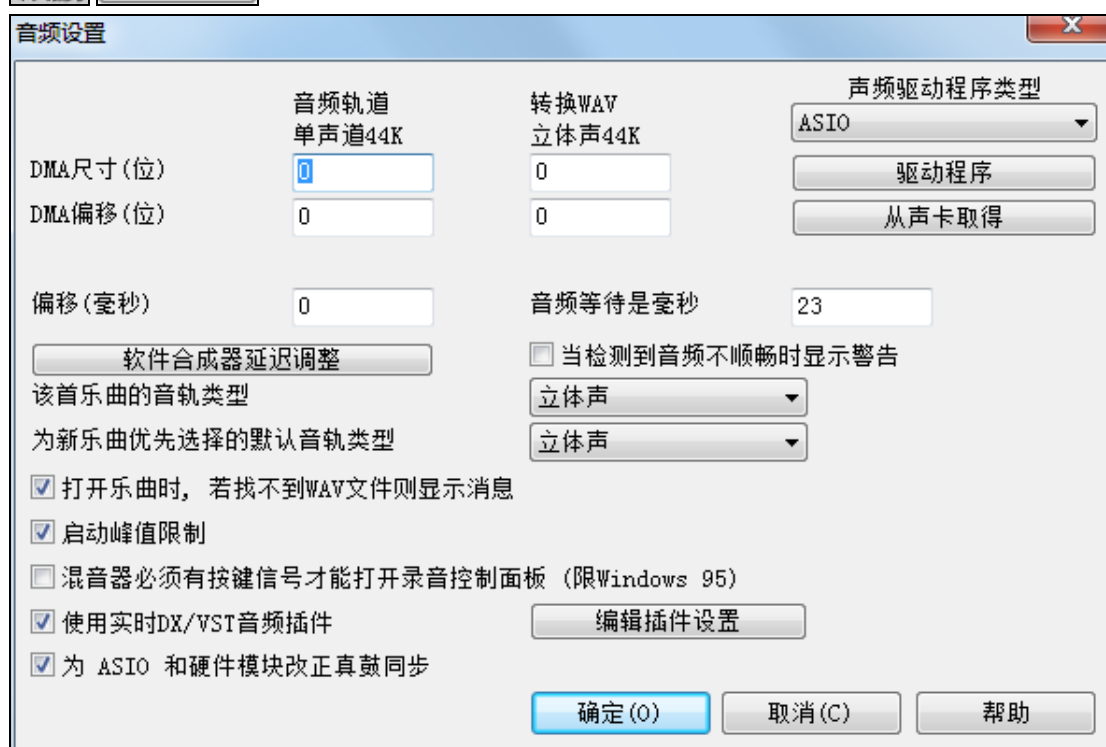 音频设置
音频轨道 转换WAV 声频驱动程序类型
单声道44K 立体声44K ASIO
DMA尺寸(位) 0 0 驱动程序
DMA偏移(位) 0 0 从声卡取得
偏移(毫秒) 0 音频等待是毫秒 23
软件合成器延迟调整 当检测到音频不顺畅时显示警告
该首乐曲的音轨类型 立体声
为新乐曲优先选择的默认音轨类型 立体声
打开乐曲时, 若找不到WAV文件则显示消息
启动峰值限制
混音器必须有按键信号才能打开录音控制面板 (限Windows 95)
使用实时DX/VST音频插件 编辑插件设置
为 ASIO 和硬件模块改正真鼓同步
确定(O) 取消(C) 帮助